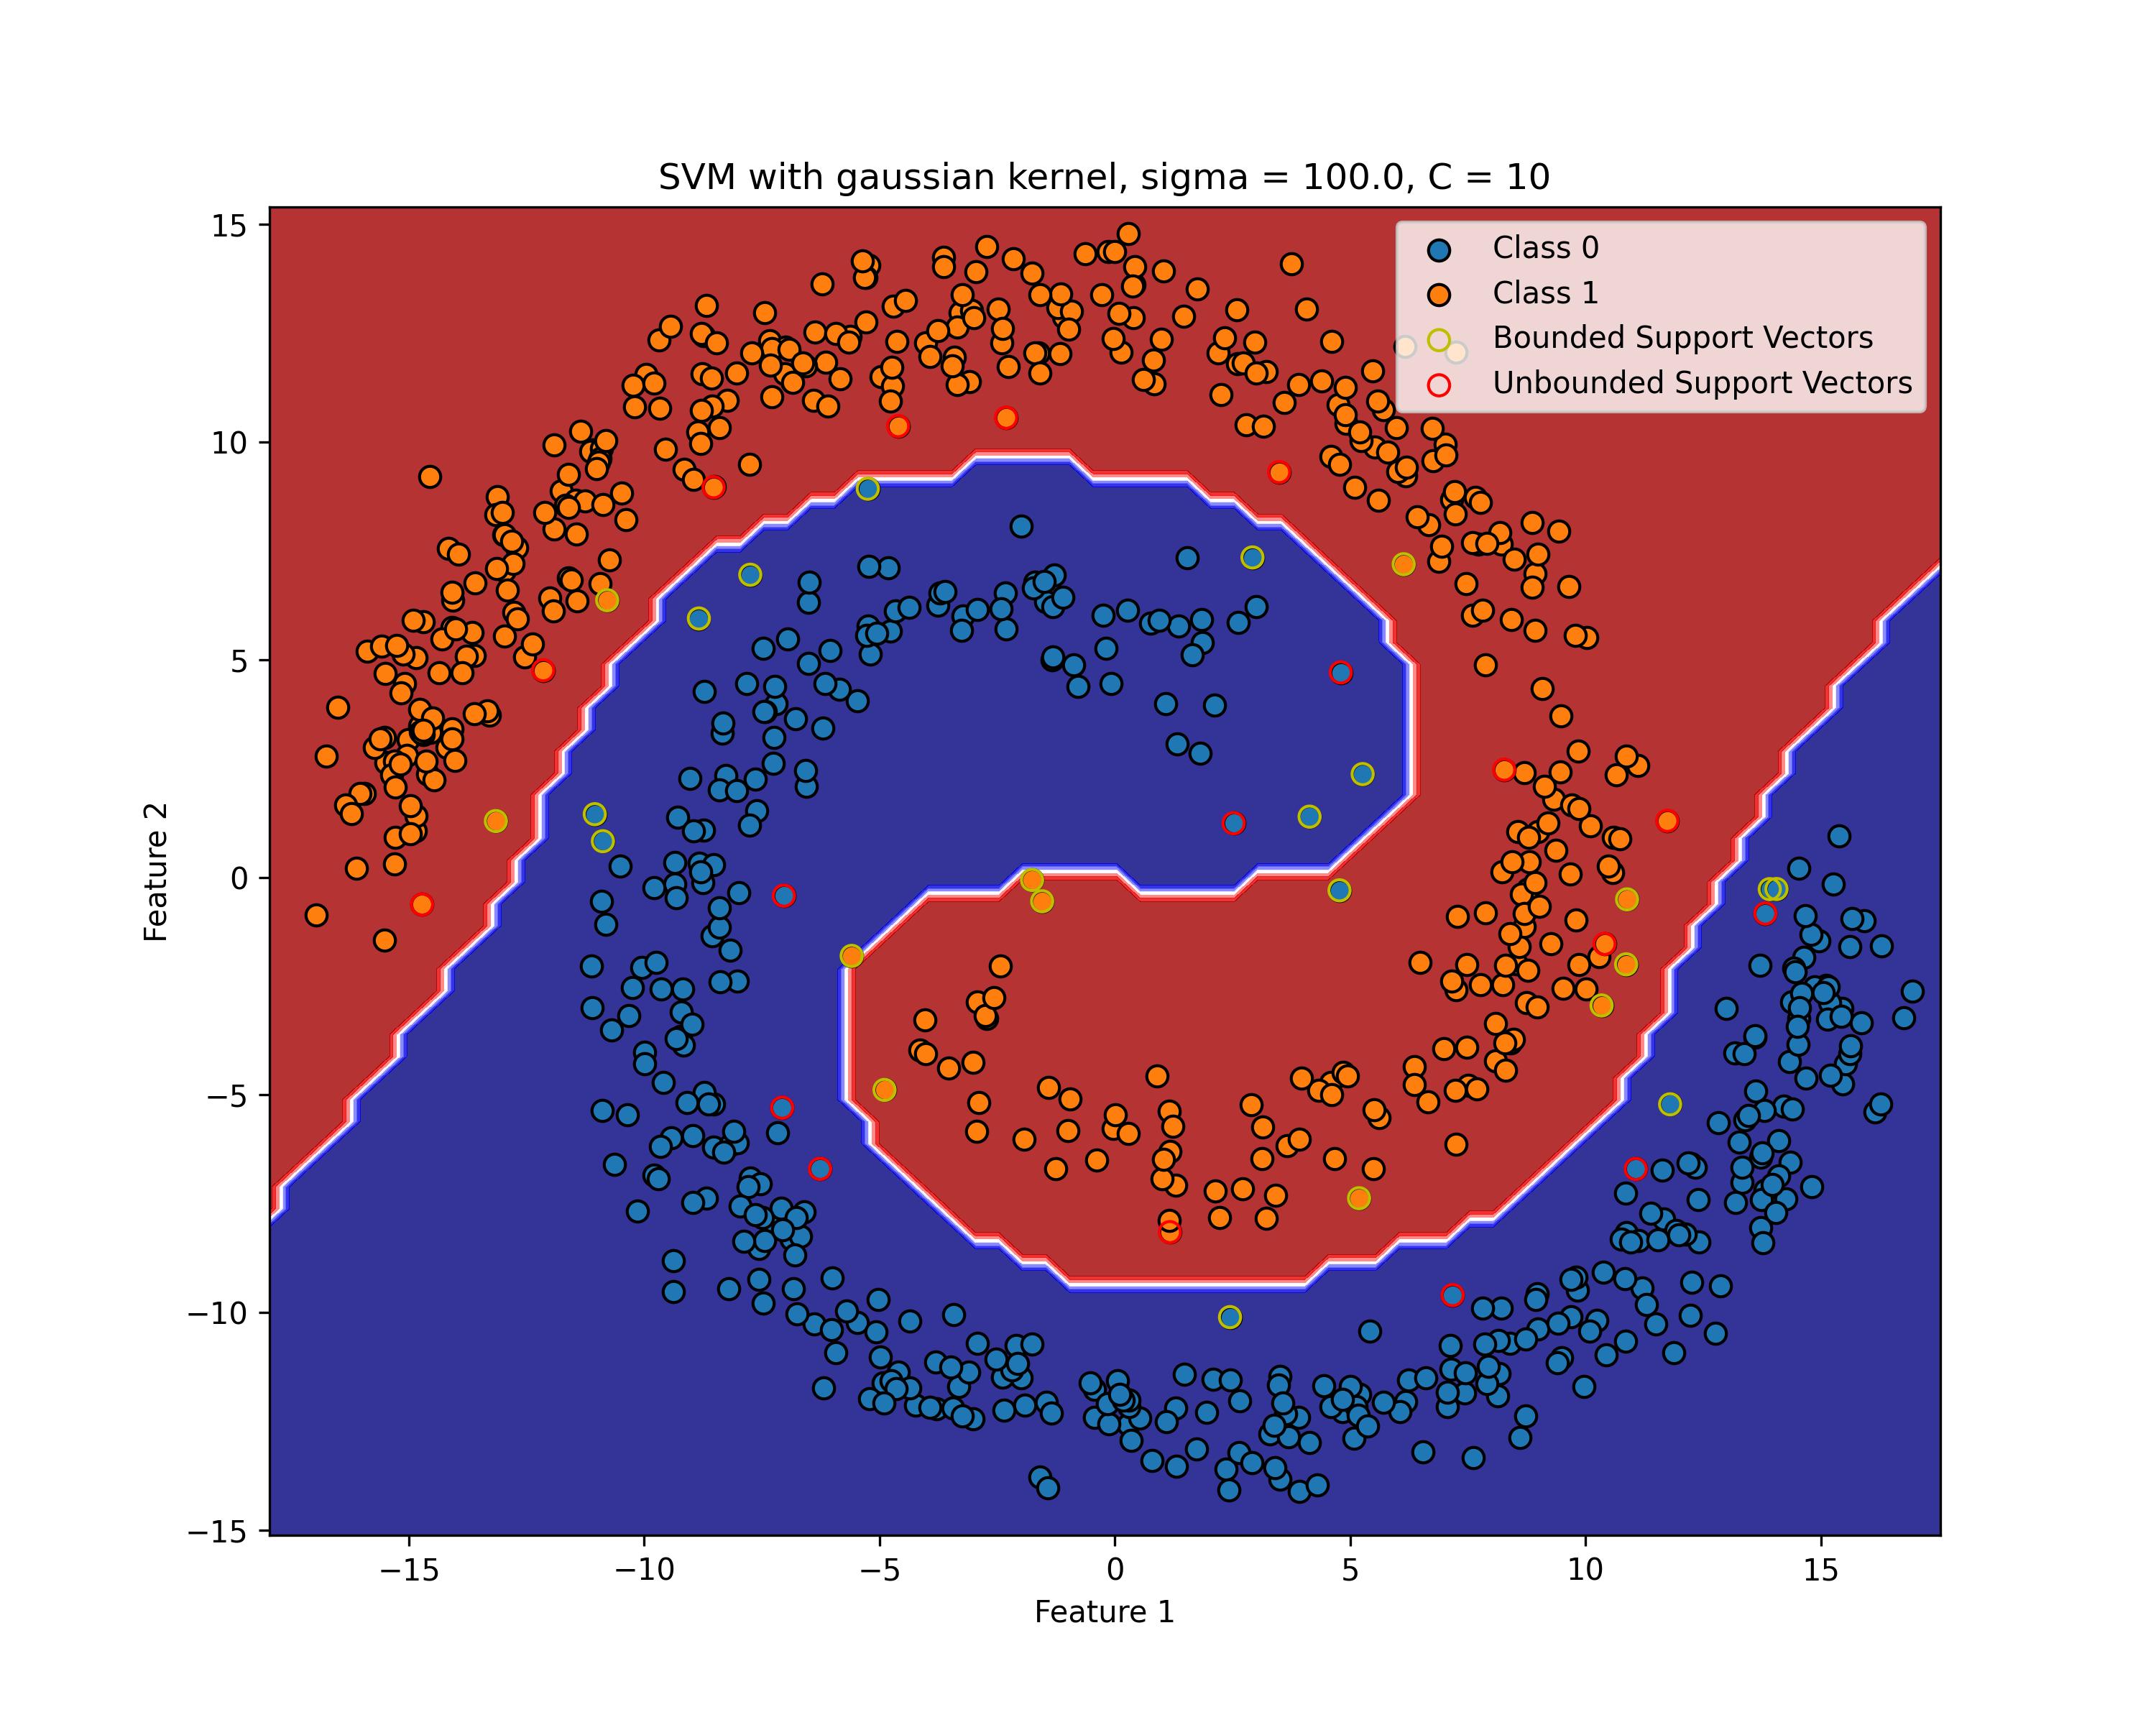 SVM with gaussian kernel, sigma = 100.0, C = 10
Class 0
Class 1
Bounded Support Vectors
Unbounded Support Vectors
15
10
5
0
−5
−10
−15
Feature 2
−15
−10
−5
0
5
10
15
Feature 1